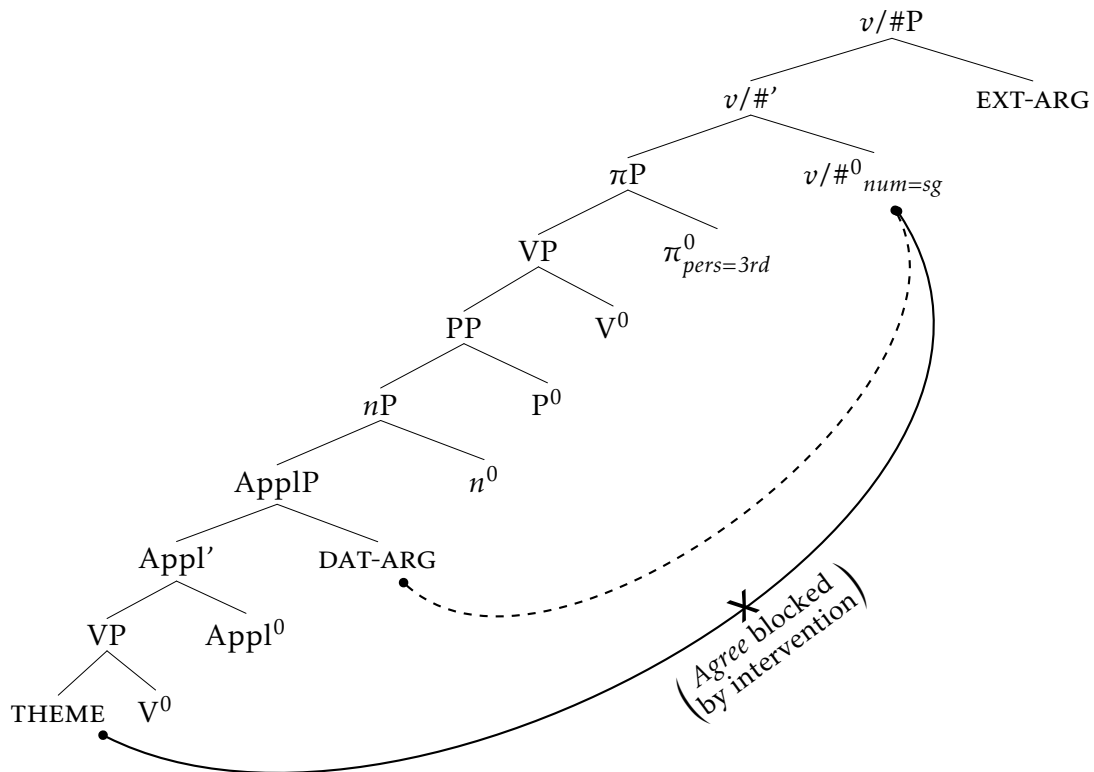 v/#P
v/#’ EXT-ARG
πP v/#⁰num=sg
VP π⁰pers=3rd
PP V⁰
nP P⁰
ApplP n⁰
Appl’ DAT-ARG
VP Appl⁰
(Agree blocked
by intervention)
THEME V⁰